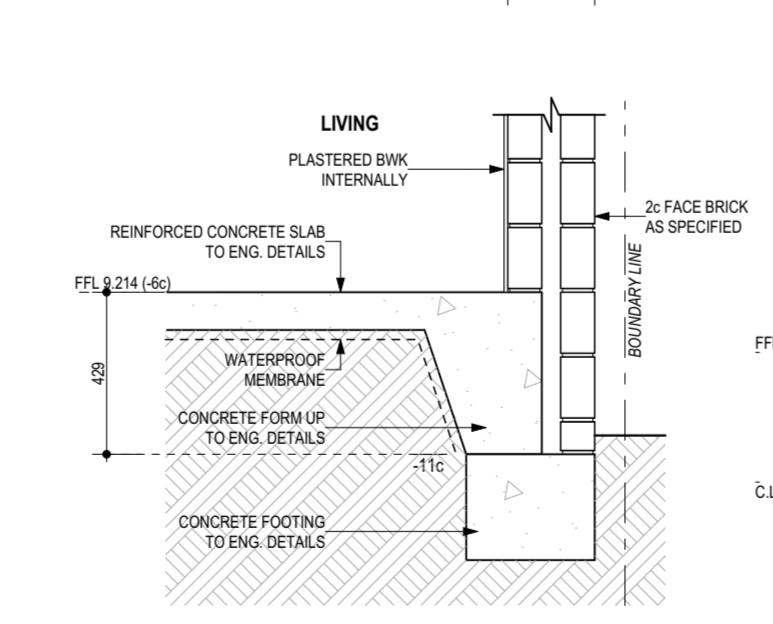 LIVING
PLASTERED BWK
INTERNALLY
2c FACE BRICK
AS SPECIFIED
REINFORCED CONCRETE SLAB
TO ENG. DETAILS
BOUNDARY LINE
FFL 9.214 (-6c)
429
WATERPROOF
MEMBRANE
CONCRETE FORM UP
TO ENG. DETAILS
-11c
CONCRETE FOOTING
TO ENG. DETAILS